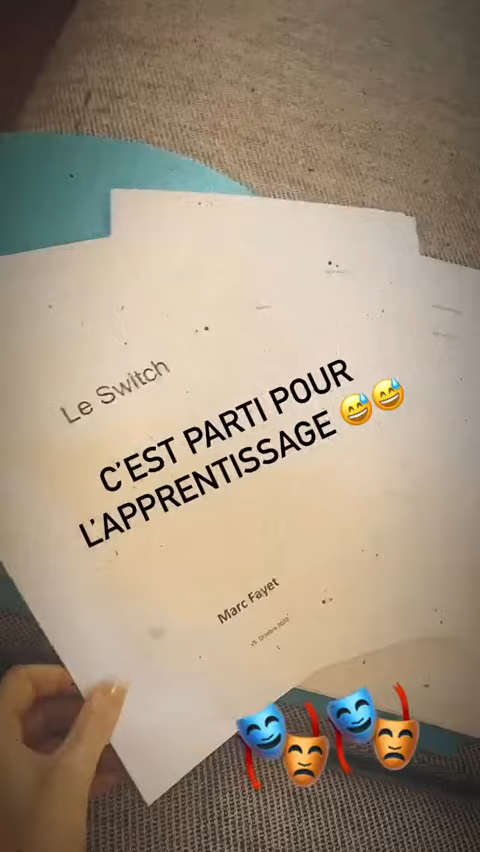 Le Switch
C'EST PARTI POUR
L'APPRENTISSAGE 😅😅
Marc Fayet